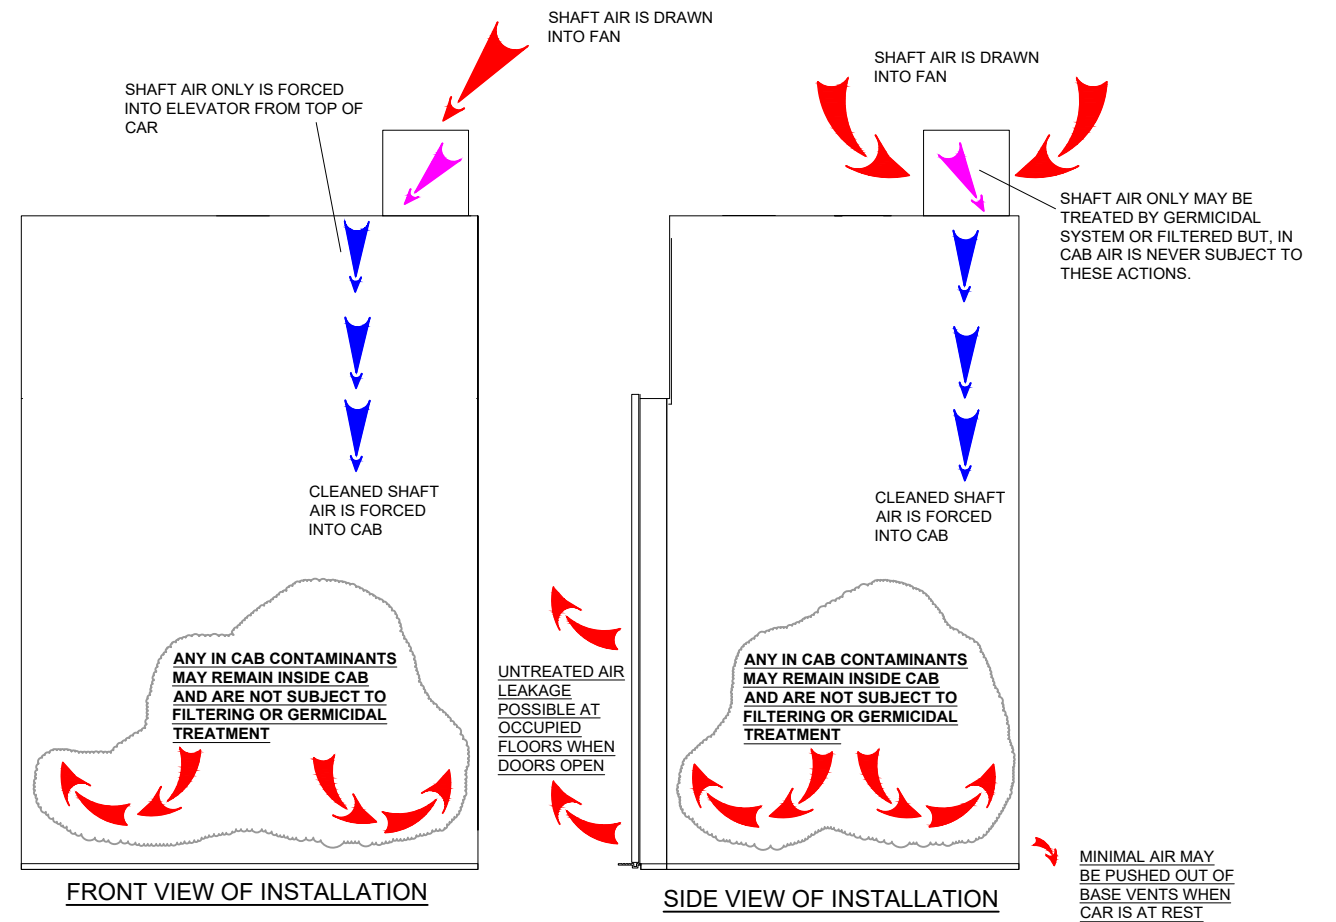 SHAFT AIR IS DRAWN
INTO FAN
SHAFT AIR ONLY IS FORCED
INTO ELEVATOR FROM TOP OF
CAR
CLEANED SHAFT
AIR IS FORCED
INTO CAB
ANY IN CAB CONTAMINANTS
MAY REMAIN INSIDE CAB
AND ARE NOT SUBJECT TO
FILTERING OR GERMICIDAL
TREATMENT
FRONT VIEW OF INSTALLATION
SHAFT AIR IS DRAWN
INTO FAN
SHAFT AIR ONLY MAY BE
TREATED BY GERMICIDAL
SYSTEM OR FILTERED BUT, IN
CAB AIR IS NEVER SUBJECT TO
THESE ACTIONS.
CLEANED SHAFT
AIR IS FORCED
INTO CAB
UNTREATED AIR
LEAKAGE
POSSIBLE AT
OCCUPIED
FLOORS WHEN
DOORS OPEN
ANY IN CAB CONTAMINANTS
MAY REMAIN INSIDE CAB
AND ARE NOT SUBJECT TO
FILTERING OR GERMICIDAL
TREATMENT
MINIMAL AIR MAY
BE PUSHED OUT OF
BASE VENTS WHEN
CAR IS AT REST
SIDE VIEW OF INSTALLATION